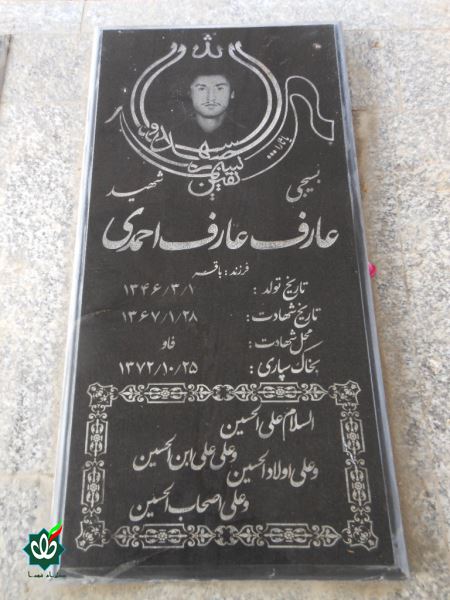 شهید
بسیجی
عارف عارف احمدی
فرزند : باقر
تاریخ تولد : ۱۳۴۶/۳/۱
تاریخ شهادت : ۱۳۶۷/۱/۲۸
محل شهادت : فاو
بخاک سپاری : ۱۳۷۲/۱۰/۲۵
السلام علی الحسین
وعلی علی ابن الحسین
وعلی اولاد الحسین
وعلی اصحاب الحسین